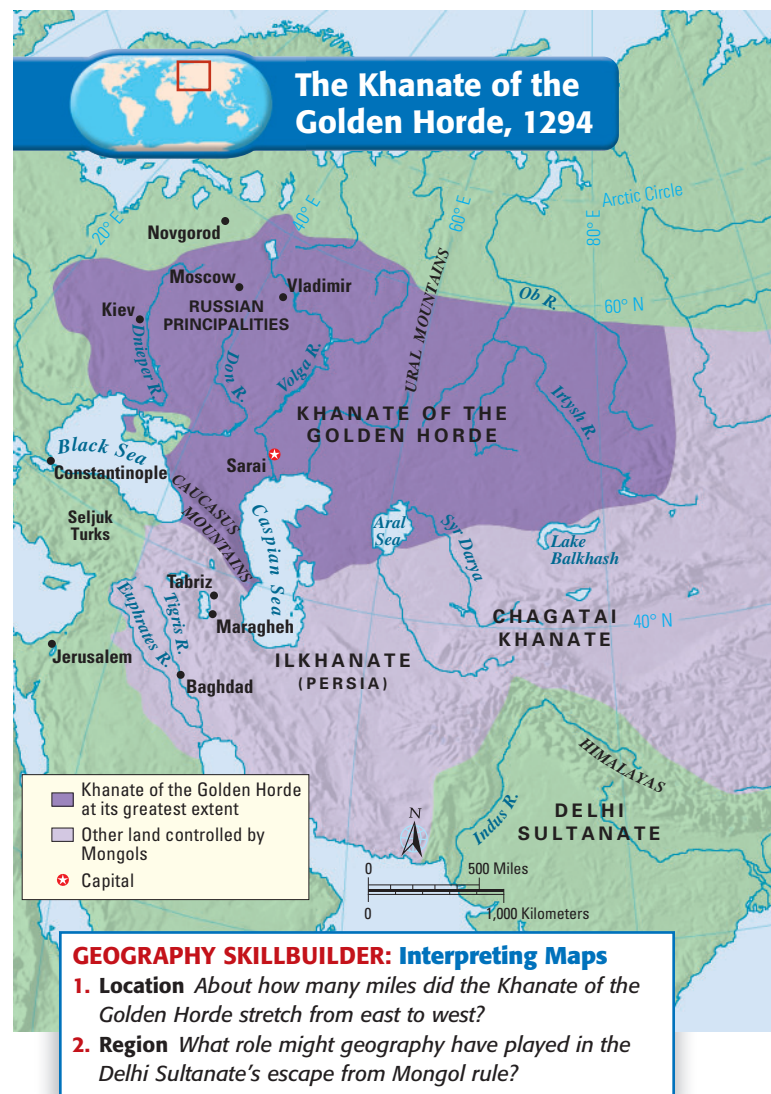 The Khanate of the
Golden Horde, 1294
Arctic Circle
20° E
40° E
60° E
80° E
Novgorod
Moscow
Vladimir
Kiev
RUSSIAN
PRINCIPALITIES
Dnieper R.
Don R.
Volga R.
URAL MOUNTAINS
Ob R.
60° N
Irtysh R.
KHANATE OF THE
GOLDEN HORDE
Black Sea
Constantinople
Sarai
CAUCASUS
MOUNTAINS
Caspian Sea
Aral
Sea
Syr Darya
Lake
Balkhash
Seljuk
Turks
Tabriz
Maragheh
Euphrates R.
Tigris R.
Jerusalem
Baghdad
ILKHANATE
(PERSIA)
CHAGATAI
KHANATE
40° N
HIMALAYAS
Indus R.
DELHI
SULTANATE
Khanate of the Golden Horde
at its greatest extent
Other land controlled by
Mongols
Capital
N
0
500 Miles
0
1,000 Kilometers
GEOGRAPHY SKILLBUILDER: Interpreting Maps
1. Location About how many miles did the Khanate of the
Golden Horde stretch from east to west?
2. Region What role might geography have played in the
Delhi Sultanate's escape from Mongol rule?